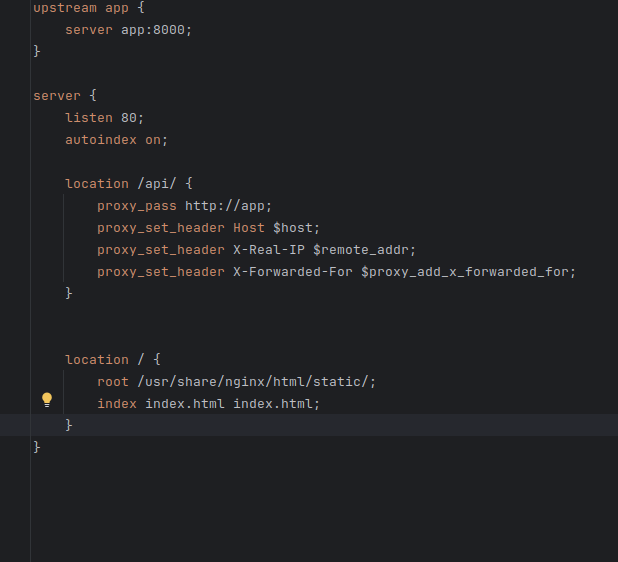 upstream app {
    server app:8000;
}
server {
    listen 80;
    autoindex on;
    location /api/ {
        proxy_pass http://app;
        proxy_set_header Host $host;
        proxy_set_header X-Real-IP $remote_addr;
        proxy_set_header X-Forwarded-For $proxy_add_x_forwarded_for;
    }
    location / {
        root /usr/share/nginx/html/static/;
        index index.html index.html;
    }
}